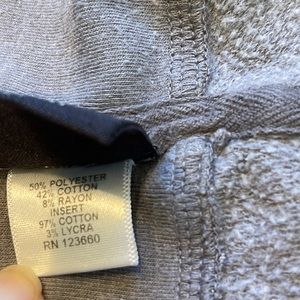 50% POLYESTER
42% COTTON
8% RAYON
INSERT
97% COTTON
3% LYCRA
RN 123660